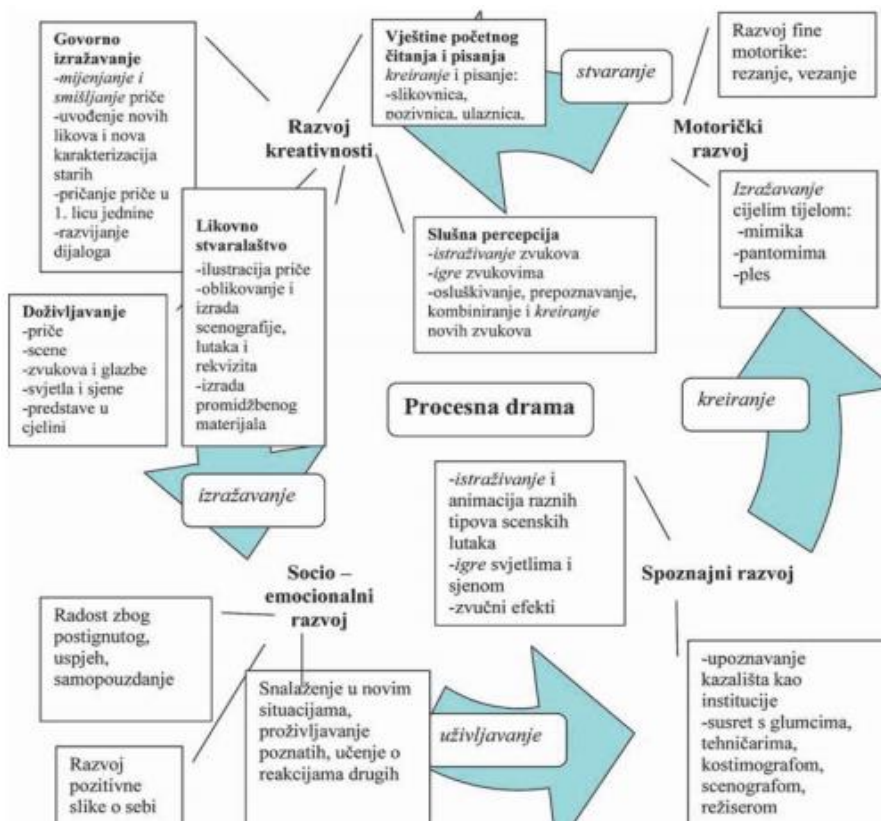 Govorno
izražavanje
-mijenjanje i
smišljanje priče
-uvođenje novih
likova i nova
karakterizacija
starih
-pričanje priče u
1. licu jednine
-razvijanje
dijaloga
Razvoj
kreativnosti
Vještine početnog
čitanja i pisanja
kreiranje i pisanje:
-slikovnica,
pozivnica, ulaznica,
stvaranje
Razvoj fine
motorike:
rezanje, vezanje
Motorički
razvoj
Izražavanje
cijelim tijelom:
-mimika
-pantomima
-ples
Likovno
stvaralaštvo
-ilustracija priče
-oblikovanje i
izrada
scenografije,
lutaka i
rekvizita
-izrada
promidžbenog
materijala
Slušna percepcija
-istraživanje zvukova
-igre zvukovima
-osluškivanje, prepoznavanje,
kombiniranje i kreiranje
novih zvukova
Doživljavanje
-priče
-scene
-zvukova i glazbe
-svjetla i sjene
-predstave u
cjelini
Procesna drama
kreiranje
izražavanje
-istraživanje i
animacija raznih
tipova scenskih
lutaka
-igre svjetlima i
sjenom
-zvučni efekti
Spoznajni razvoj
Socio –
emocionalni
razvoj
Radost zbog
postignutog,
uspjeh,
samopouzdanje
Snalaženje u novim
situacijama,
proživljavanje
poznatih, učenje o
reakcijama drugih
uživljavanje
-upoznavanje
kazališta kao
institucije
-susret s glumcima,
tehničarima,
kostimografom,
scenografom,
režiserom
Razvoj
pozitivne
slike o sebi